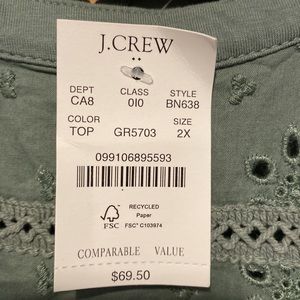 J.CREW
DEPT CLASS STYLE
CA8 0I0 BN638
COLOR SIZE
TOP GR5703 2X
099106895593
FSC RECYCLED
Paper
FSC® C103974
COMPARABLE VALUE
$69.50